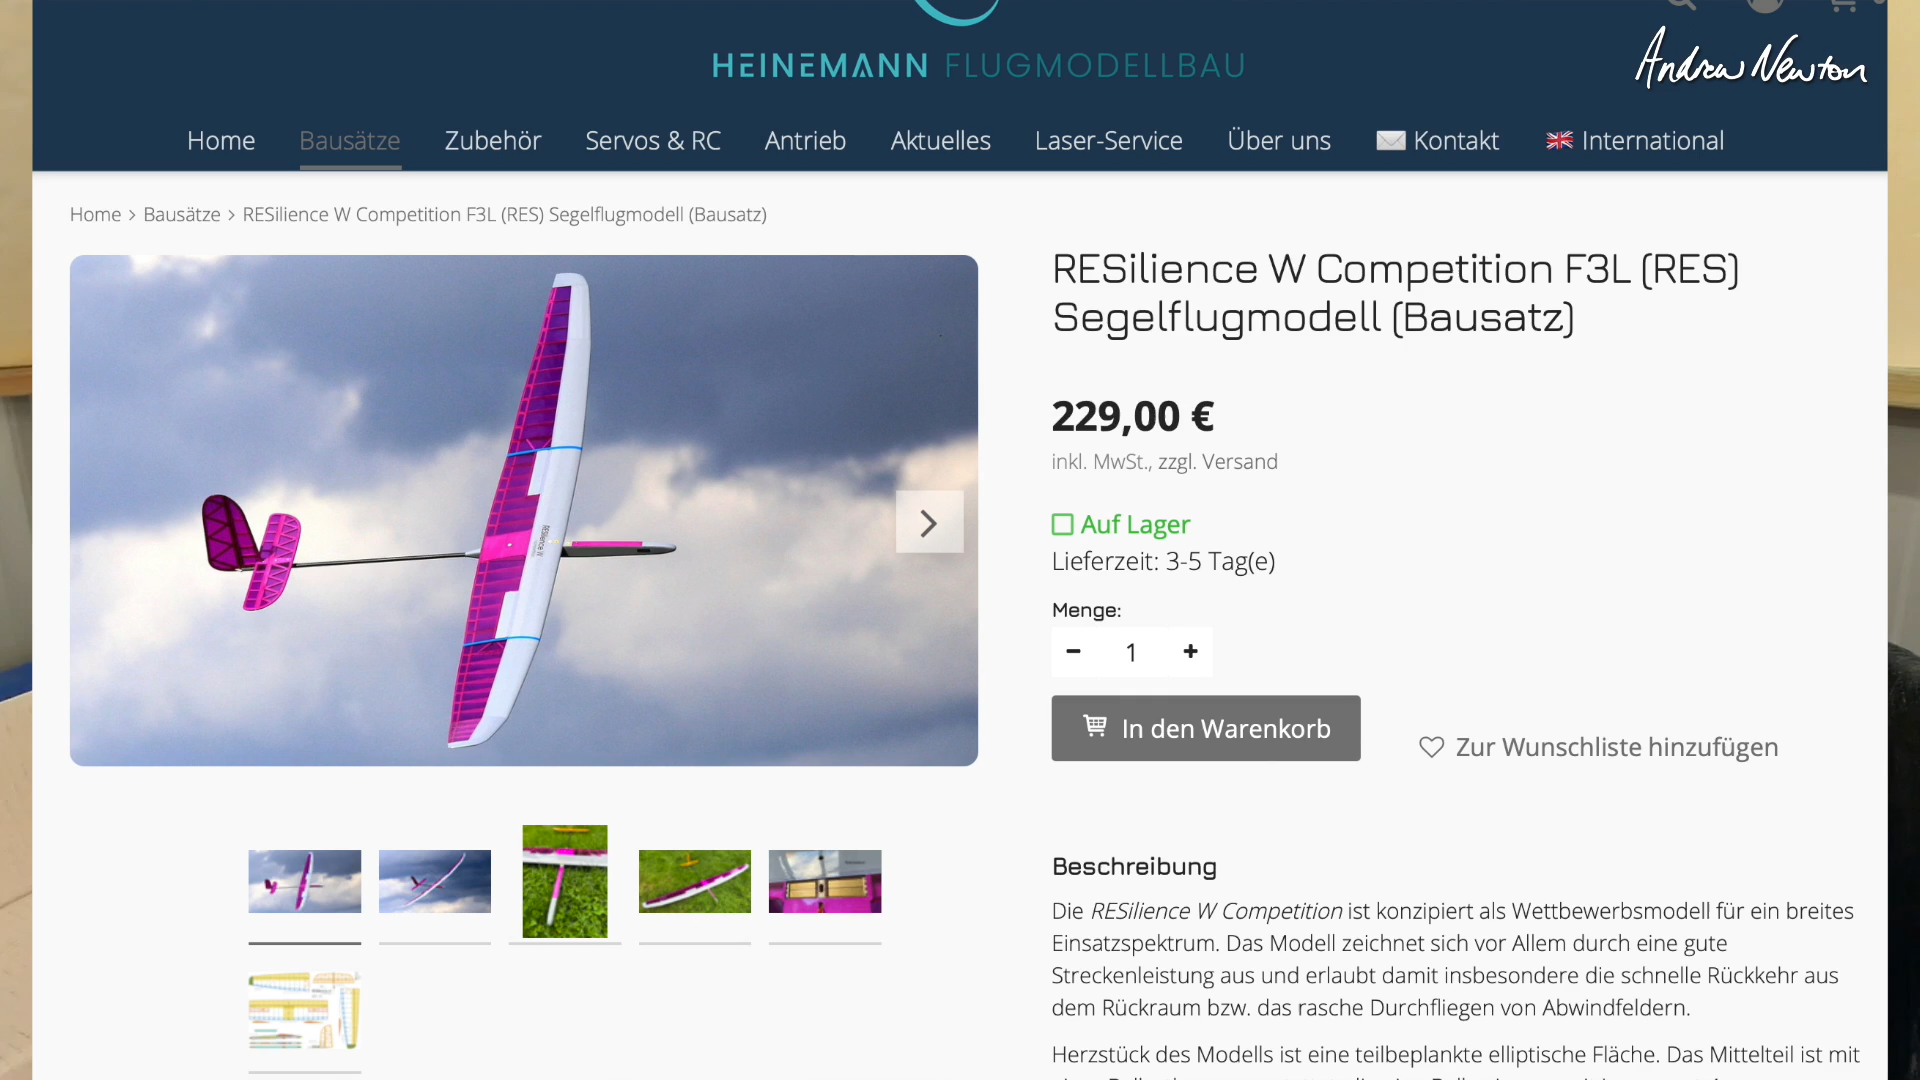 HEINEMANN FLUGMODELLBAU
Andrew Newton
Home Bausätze Zubehör Servos & RC Antrieb Aktuelles Laser-Service Über uns Kontakt International
Home > Bausätze > RESilience W Competition F3L (RES) Segelflugmodell (Bausatz)
RESilience W Competition F3L (RES)
Segelflugmodell (Bausatz)
229,00 €
inkl. MwSt., zzgl. Versand
Auf Lager
Lieferzeit: 3-5 Tag(e)
Menge:
− 1 +
In den Warenkorb
Zur Wunschliste hinzufügen
RESilience W
Beschreibung
Die RESilience W Competition ist konzipiert als Wettbewerbsmodell für ein breites
Einsatzspektrum. Das Modell zeichnet sich vor Allem durch eine gute
Streckenleistung aus und erlaubt damit insbesondere die schnelle Rückkehr aus
dem Rückraum bzw. das rasche Durchfliegen von Abwindfeldern.
Herzstück des Modells ist eine teilbeplankte elliptische Fläche. Das Mittelteil ist mit